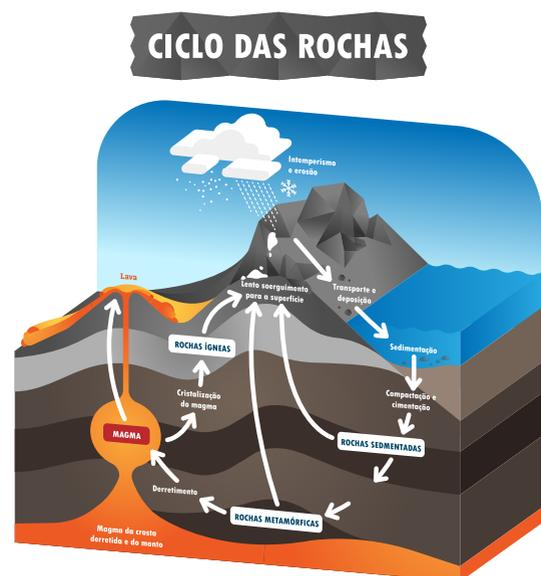 CICLO DAS ROCHAS
Intemperismo
e erosão
Lava
Lento soerguimento
para a superfície
Transporte e
deposição
ROCHAS ÍGNEAS
Sedimentação
Cristalização
do magma
Compactação e
cimentação
MAGMA
ROCHAS SEDMENTADAS
Derretimento
ROCHAS METAMÓRFICAS
Magma da crosta
derretida e do manto